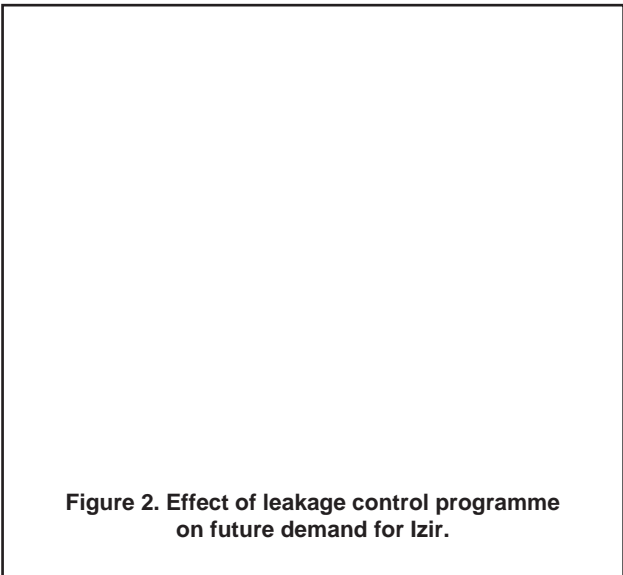 Figure 2. Effect of leakage control programme
on future demand for Izir.